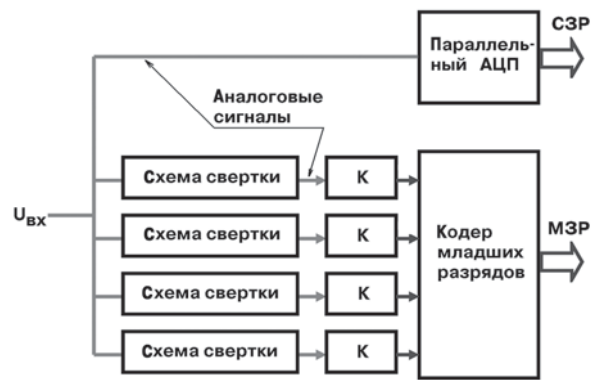 СЗР
Параллель-
ный АЦП
Аналоговые
сигналы
Схема свертки
К
Uвх
Схема свертки
К
Кодер
младших
разрядов
МЗР
Схема свертки
К
Схема свертки
К